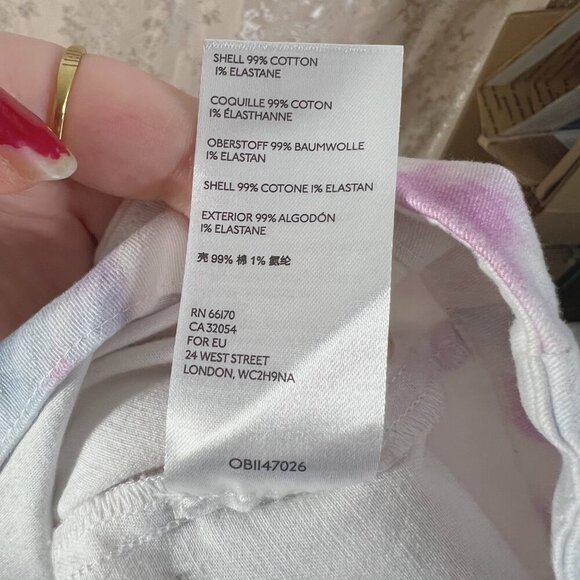 SHELL 99% COTTON
1% ELASTANE
COQUILLE 99% COTON
1% ÉLASTHANNE
OBERSTOFF 99% BAUMWOLLE
1% ELASTAN
SHELL 99% COTONE 1% ELASTAN
EXTERIOR 99% ALGODÓN
1% ELASTANE
壳 99% 棉 1% 氨纶
RN 66170
CA 32054
FOR EU
24 WEST STREET
LONDON, WC2H9NA
OB1147026